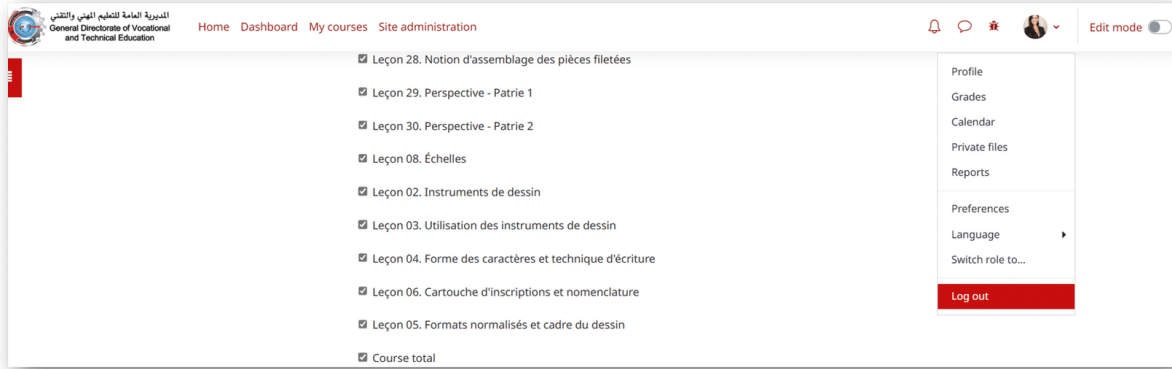 المديرية العامة للتعليم المهني والتقني
General Directorate of Vocational
and Technical Education
Home Dashboard My courses Site administration
Edit mode
Leçon 28. Notion d'assemblage des pièces filetées
Leçon 29. Perspective - Patrie 1
Leçon 30. Perspective - Patrie 2
Leçon 08. Échelles
Leçon 02. Instruments de dessin
Leçon 03. Utilisation des instruments de dessin
Leçon 04. Forme des caractères et technique d'écriture
Leçon 06. Cartouche d'inscriptions et nomenclature
Leçon 05. Formats normalisés et cadre du dessin
Course total
Profile
Grades
Calendar
Private files
Reports
Preferences
Language
Switch role to...
Log out